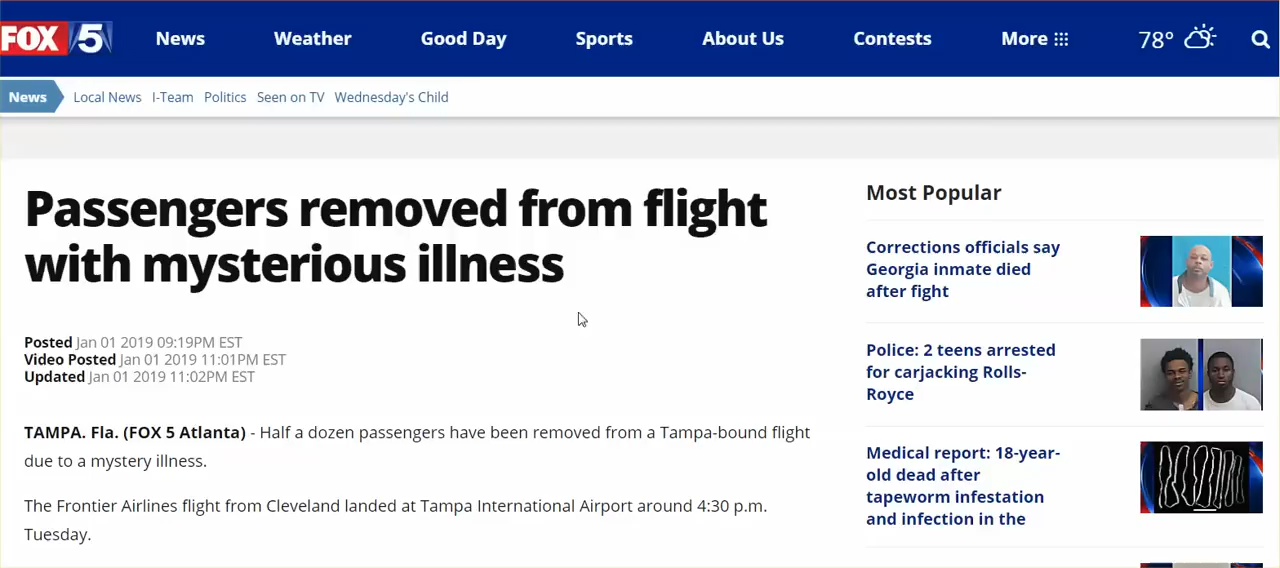 FOX 5 News Weather Good Day Sports About Us Contests More 78°
News Local News I-Team Politics Seen on TV Wednesday's Child
Passengers removed from flight
with mysterious illness
Posted Jan 01 2019 09:19PM EST
Video Posted Jan 01 2019 11:01PM EST
Updated Jan 01 2019 11:02PM EST
TAMPA. Fla. (FOX 5 Atlanta) - Half a dozen passengers have been removed from a Tampa-bound flight
due to a mystery illness.
The Frontier Airlines flight from Cleveland landed at Tampa International Airport around 4:30 p.m.
Tuesday.
Most Popular
Corrections officials say
Georgia inmate died
after fight
Police: 2 teens arrested
for carjacking Rolls-
Royce
Medical report: 18-year-
old dead after
tapeworm infestation
and infection in the